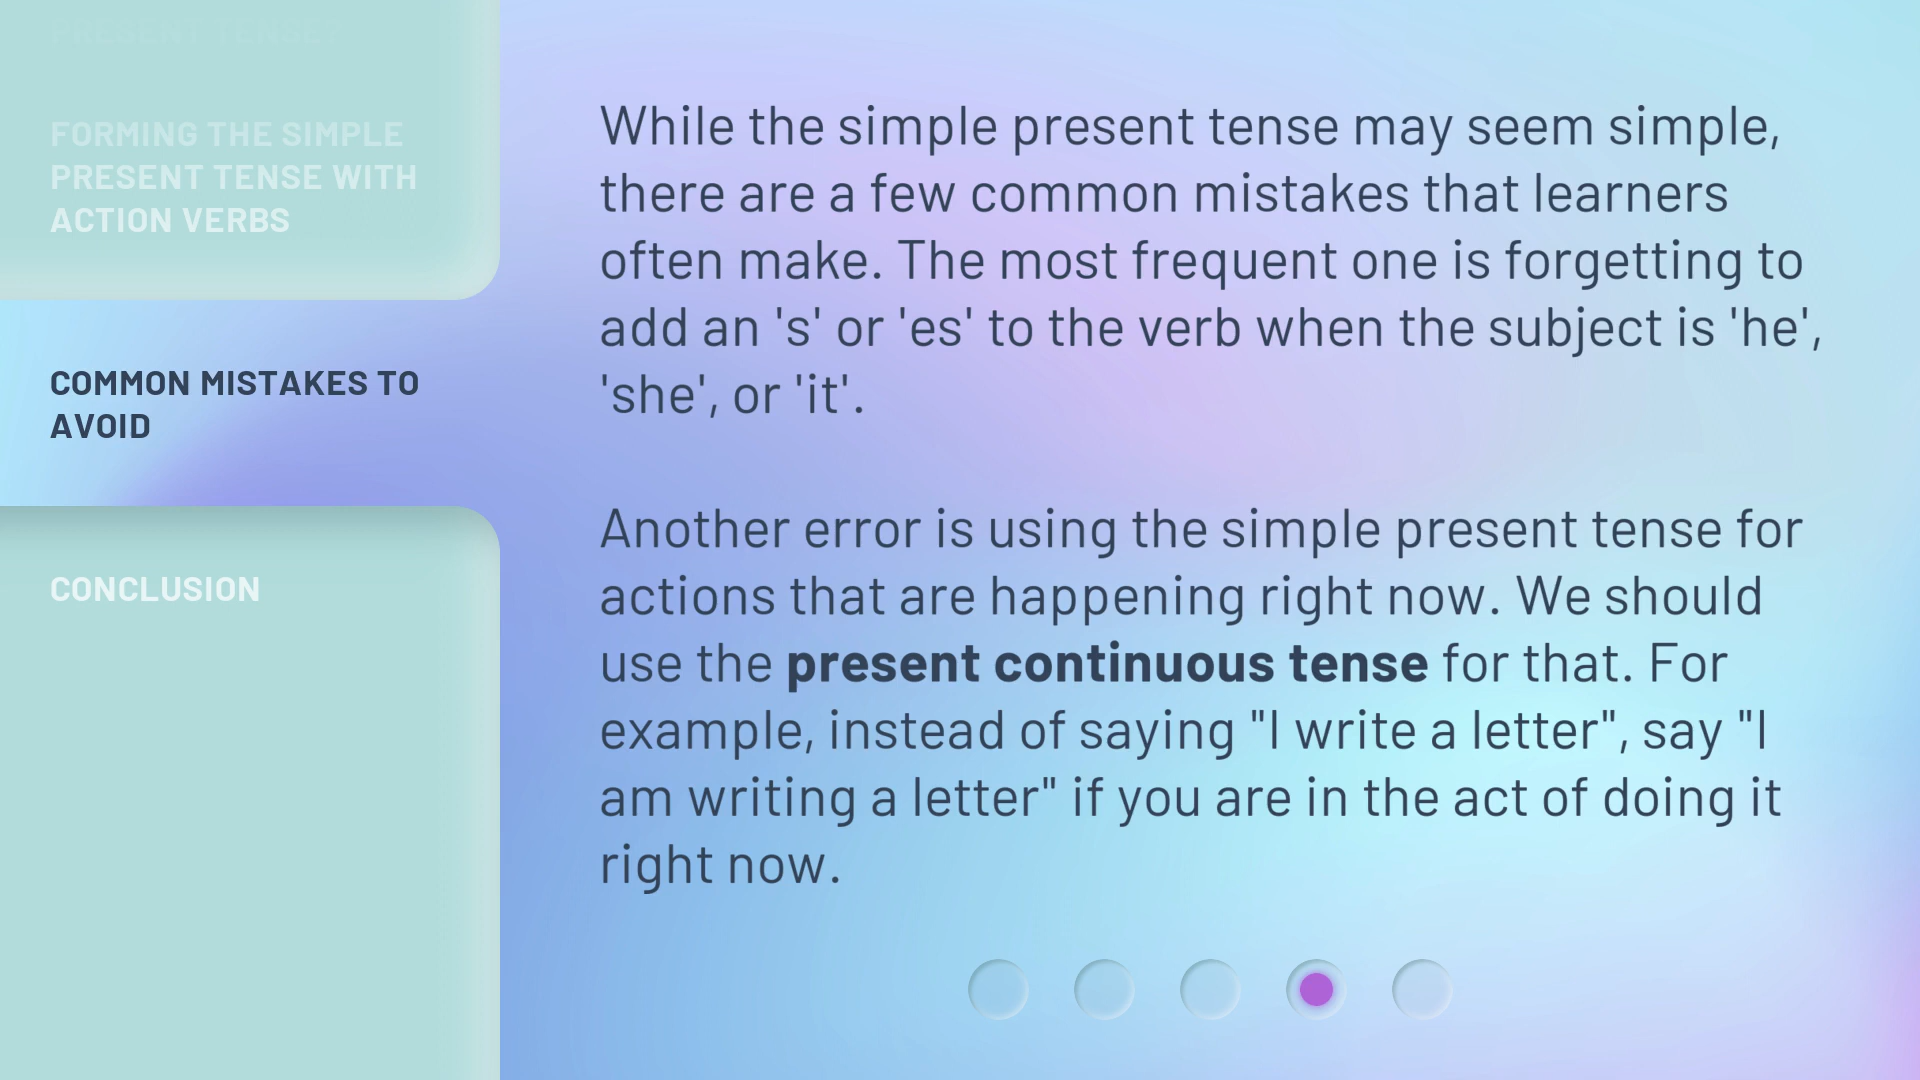 PRESENT TENSE?
FORMING THE SIMPLE
PRESENT TENSE WITH
ACTION VERBS
COMMON MISTAKES TO
AVOID
CONCLUSION
While the simple present tense may seem simple,
there are a few common mistakes that learners
often make. The most frequent one is forgetting to
add an 's' or 'es' to the verb when the subject is 'he',
'she', or 'it'.
Another error is using the simple present tense for
actions that are happening right now. We should
use the present continuous tense for that. For
example, instead of saying "I write a letter", say "I
am writing a letter" if you are in the act of doing it
right now.